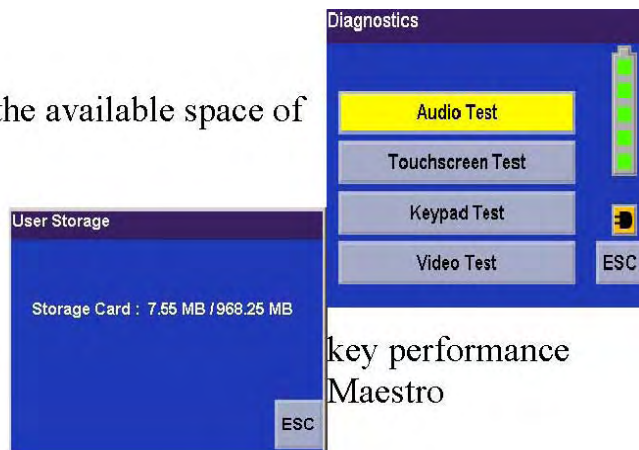 Diagnostics
the available space of
Audio Test
Touchscreen Test
Keypad Test
Video Test
ESC
User Storage
Storage Card : 7.55 MB / 968.25 MB
ESC
key performance
Maestro